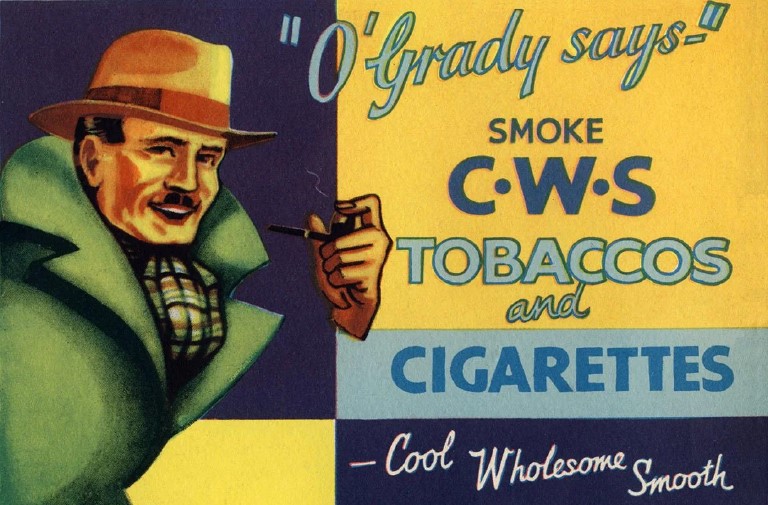 "O'Grady says-"
SMOKE
C·W·S
TOBACCOS
and
CIGARETTES
- Cool Wholesome Smooth